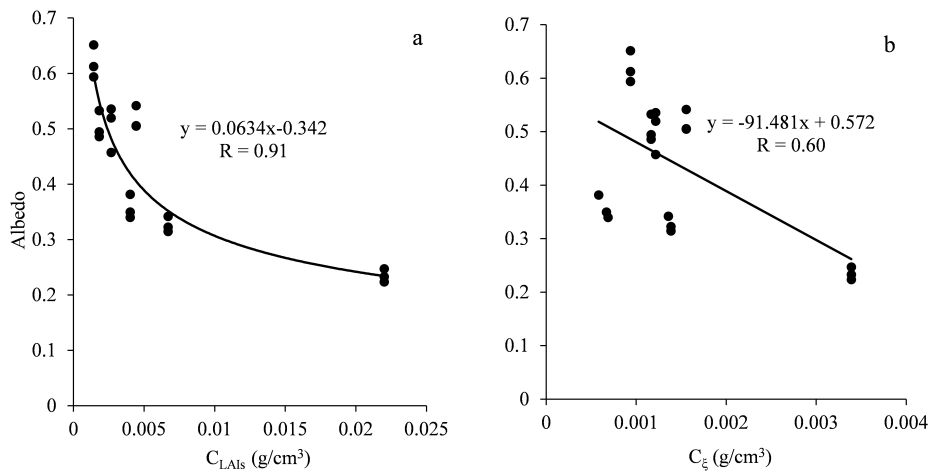 a
Albedo
0.7
0.6
0.5
0.4
0.3
0.2
0.1
0
y = 0.0634x-0.342
R = 0.91
0 0.005 0.01 0.015 0.02 0.025
C_LAIs (g/cm³)
b
0.7
0.6
0.5
0.4
0.3
0.2
0.1
0
y = -91.481x + 0.572
R = 0.60
0 0.001 0.002 0.003 0.004
C_ξ (g/cm³)